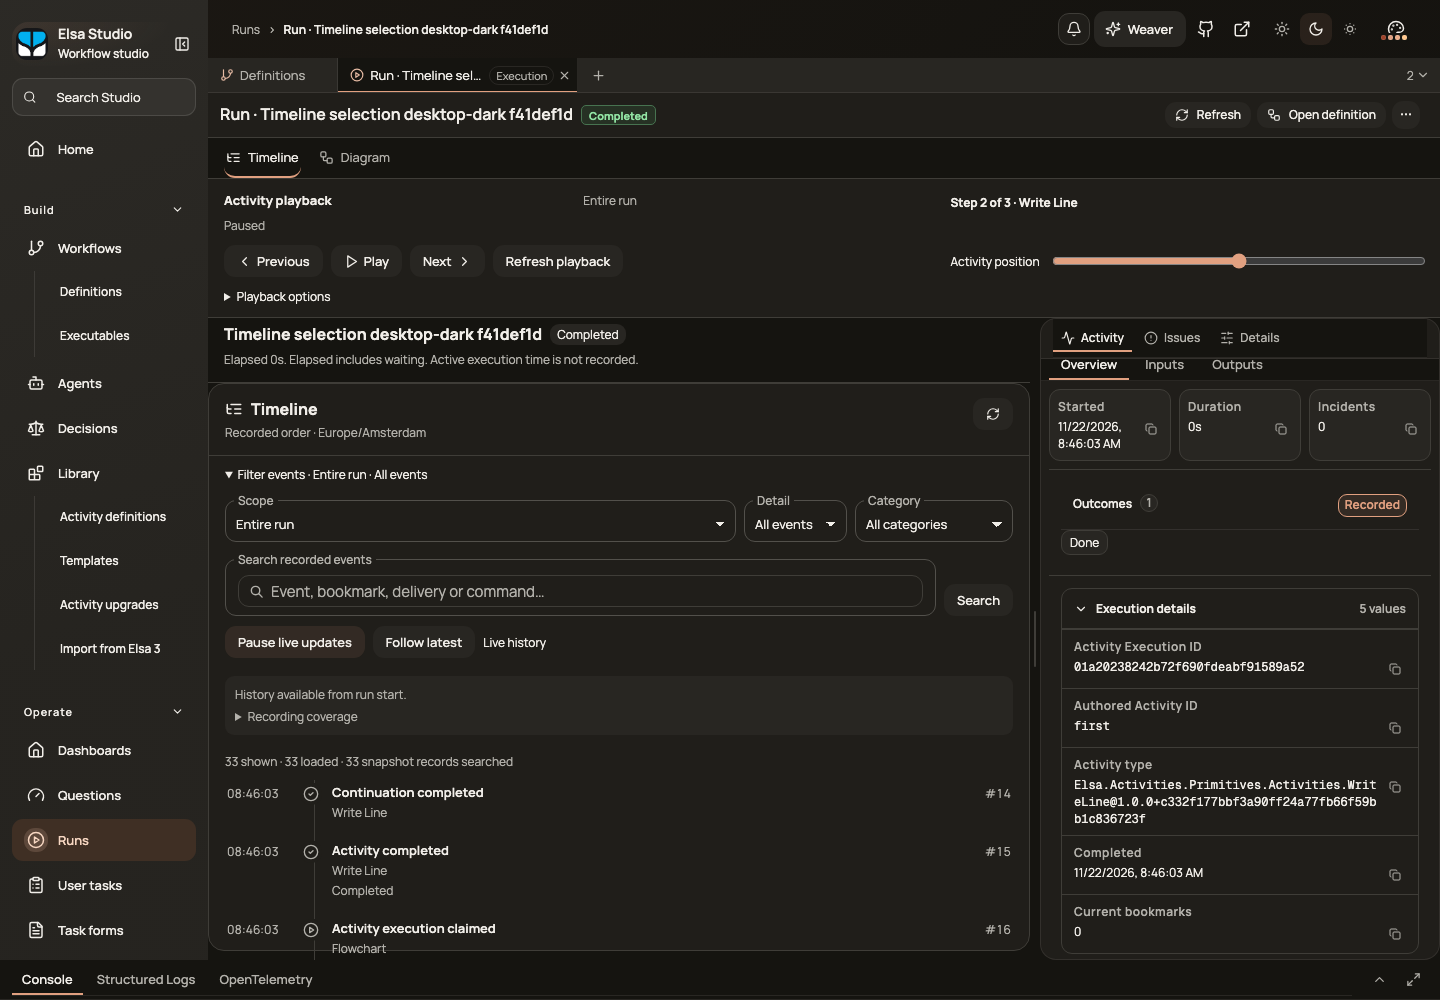 Elsa Studio
Workflow studio
Search Studio
Home
Build
Workflows
Definitions
Executables
Agents
Decisions
Library
Activity definitions
Templates
Activity upgrades
Import from Elsa 3
Operate
Dashboards
Questions
Runs
User tasks
Task forms
Runs › Run · Timeline selection desktop-dark f41def1d
Weaver
Definitions
Run · Timeline sel... Execution
2
Run · Timeline selection desktop-dark f41def1d Completed
Refresh
Open definition
Timeline
Diagram
Activity playback
Entire run
Step 2 of 3 · Write Line
Paused
Previous
Play
Next
Refresh playback
Activity position
Playback options
Timeline selection desktop-dark f41def1d Completed
Elapsed 0s. Elapsed includes waiting. Active execution time is not recorded.
Timeline
Recorded order · Europe/Amsterdam
Filter events · Entire run · All events
Scope
Entire run
Detail
All events
Category
All categories
Search recorded events
Event, bookmark, delivery or command...
Search
Pause live updates
Follow latest
Live history
History available from run start.
Recording coverage
33 shown · 33 loaded · 33 snapshot records searched
08:46:03 Continuation completed #14
Write Line
08:46:03 Activity completed #15
Write Line
Completed
08:46:03 Activity execution claimed #16
Flowchart
Activity
Issues
Details
Overview
Inputs
Outputs
Started
11/22/2026,
8:46:03 AM
Duration
0s
Incidents
0
Outcomes 1
Recorded
Done
Execution details
5 values
Activity Execution ID
01a20238242b72f690fdeabf91589a52
Authored Activity ID
first
Activity type
Elsa.Activities.Primitives.Activities.Writ
eLine@1.0.0+c332f177bbf3a90ff24a77fb66f59b
b1c836723f
Completed
11/22/2026, 8:46:03 AM
Current bookmarks
0
Console
Structured Logs
OpenTelemetry